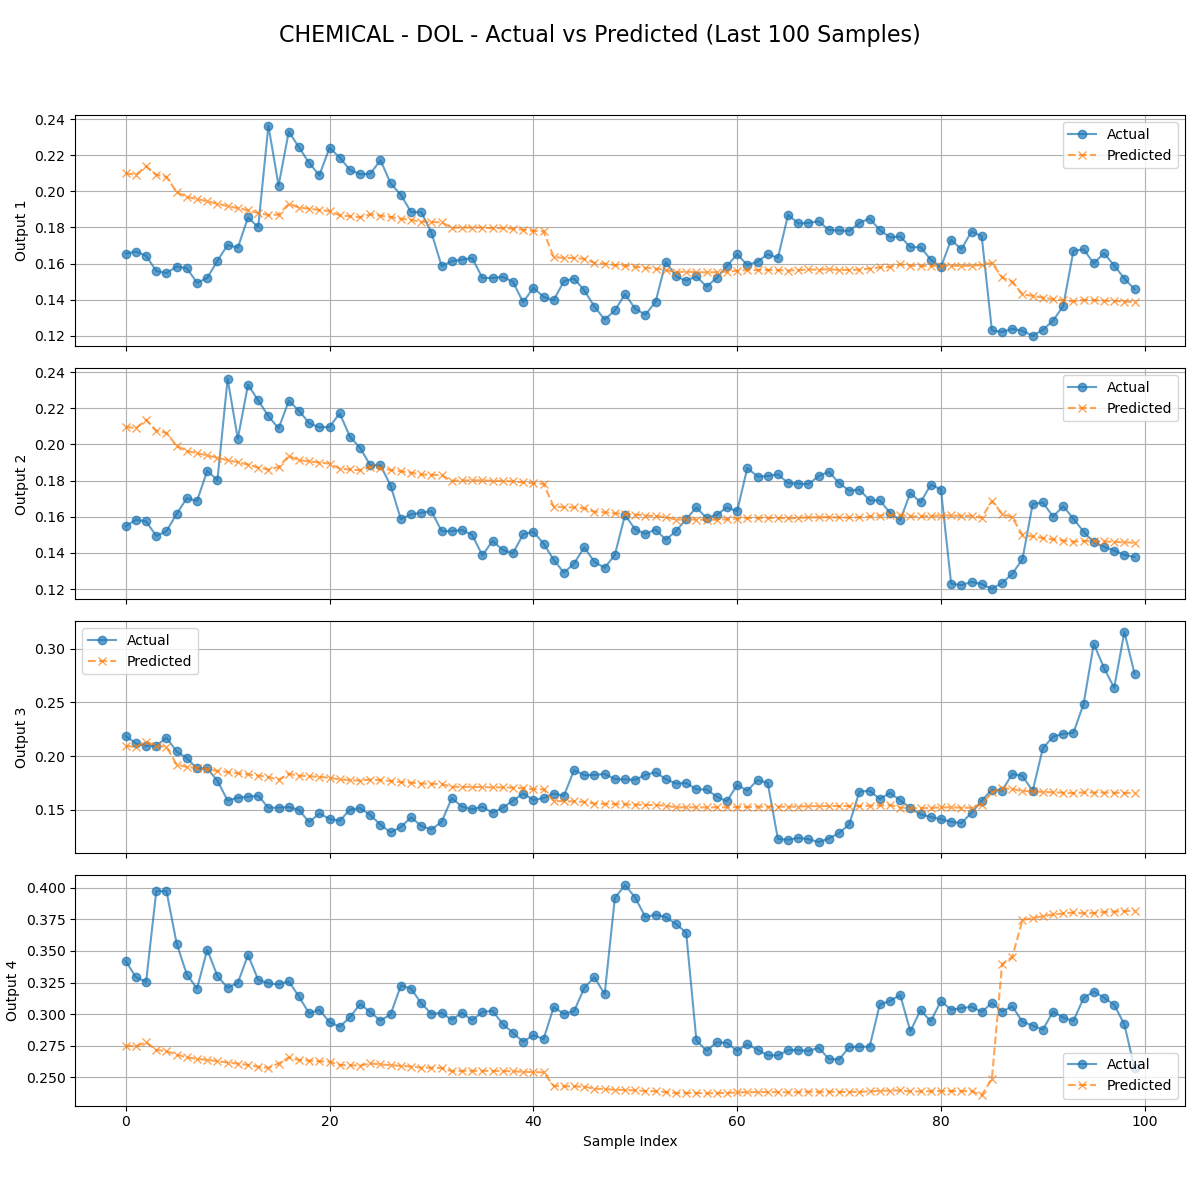 CHEMICAL - DOL - Actual vs Predicted (Last 100 Samples)
0.24
0.22
0.20
0.18
0.16
0.14
0.12
Output 1
Actual
Predicted
0.24
0.22
0.20
0.18
0.16
0.14
0.12
Output 2
Actual
Predicted
0.30
0.25
0.20
0.15
Output 3
Actual
Predicted
0.400
0.375
0.350
0.325
0.300
0.275
0.250
Output 4
Actual
Predicted
0 20 40 60 80 100
Sample Index